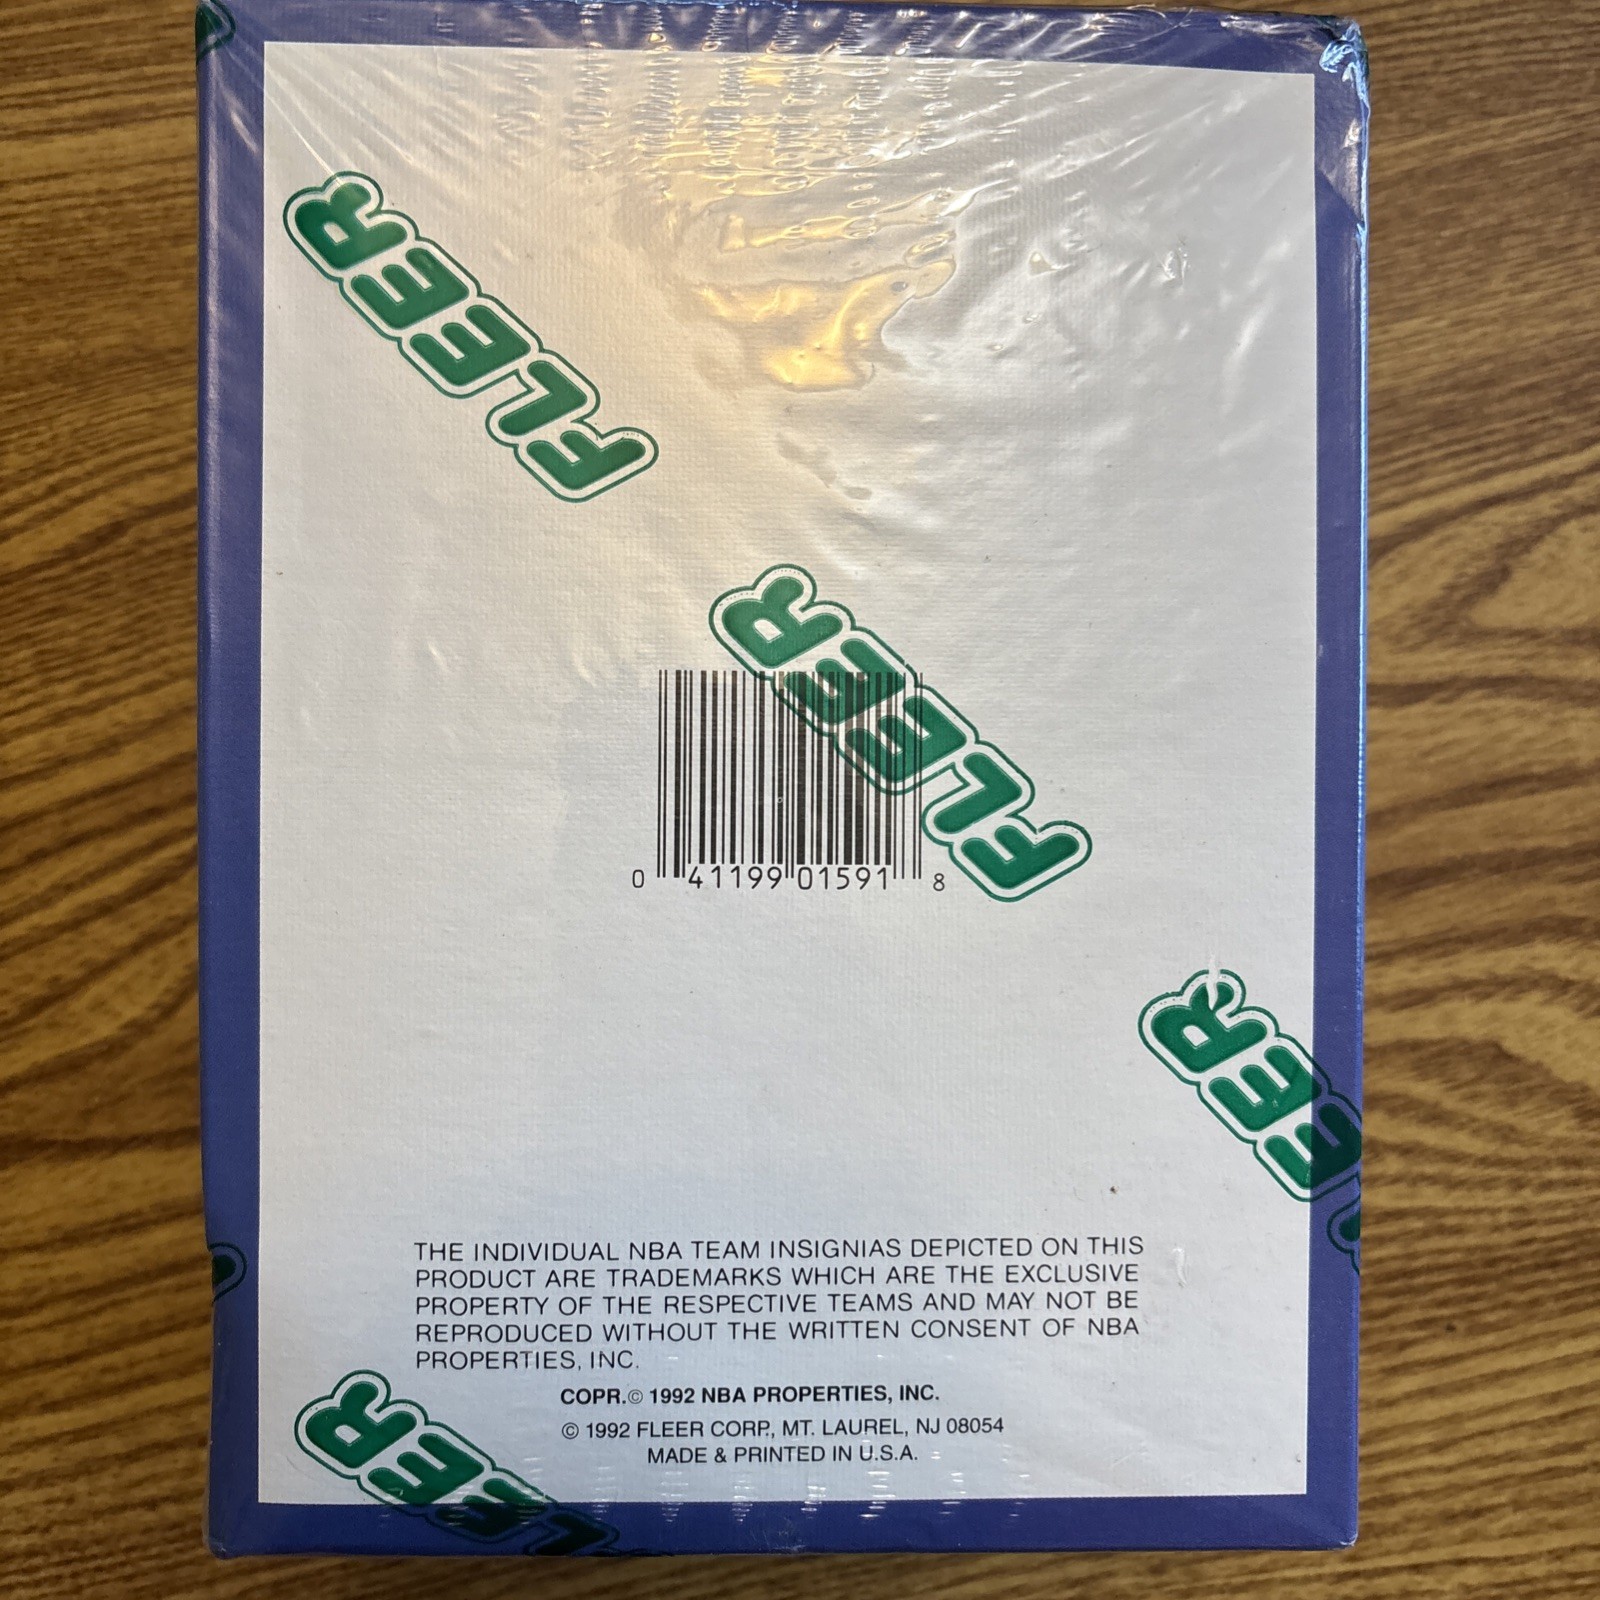 FLEER
FLEER
0 41199 01591 8
FLEER
THE INDIVIDUAL NBA TEAM INSIGNIAS DEPICTED ON THIS
PRODUCT ARE TRADEMARKS WHICH ARE THE EXCLUSIVE
PROPERTY OF THE RESPECTIVE TEAMS AND MAY NOT BE
REPRODUCED WITHOUT THE WRITTEN CONSENT OF NBA
PROPERTIES, INC.
COPR.© 1992 NBA PROPERTIES, INC.
© 1992 FLEER CORP., MT. LAUREL, NJ 08054
MADE & PRINTED IN U.S.A.
FLEER